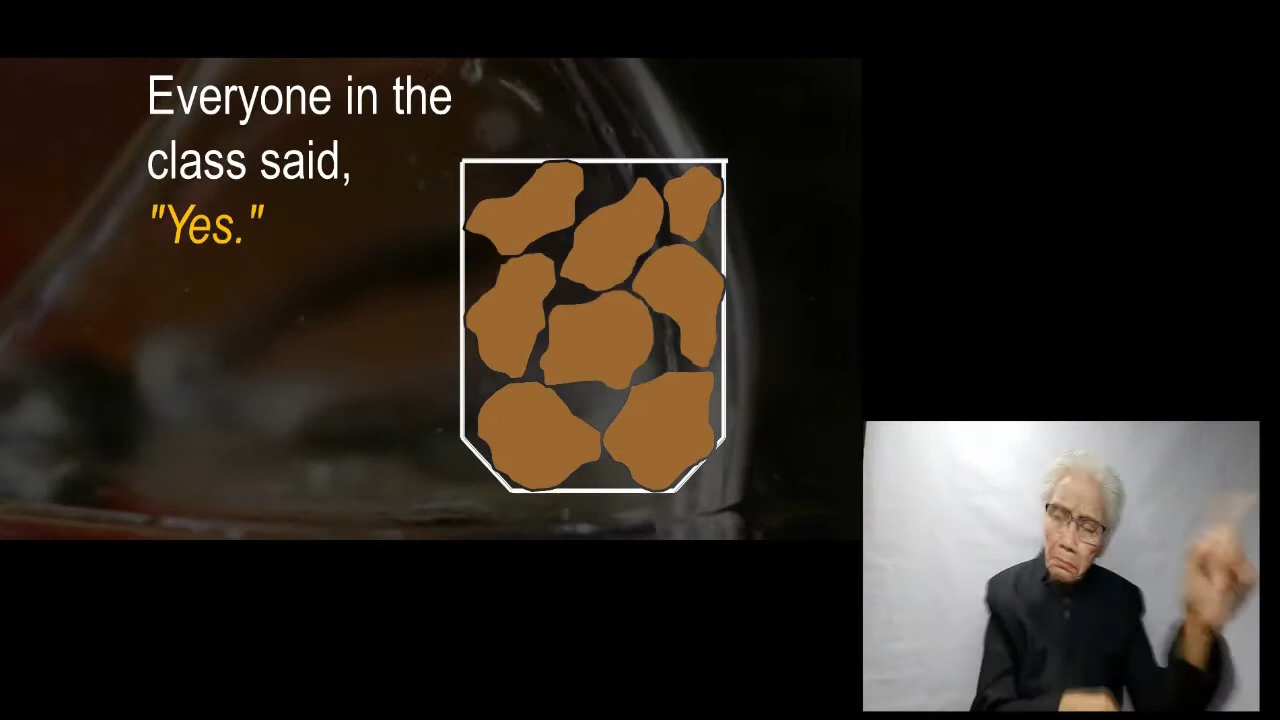 Everyone in the
class said,
"Yes."